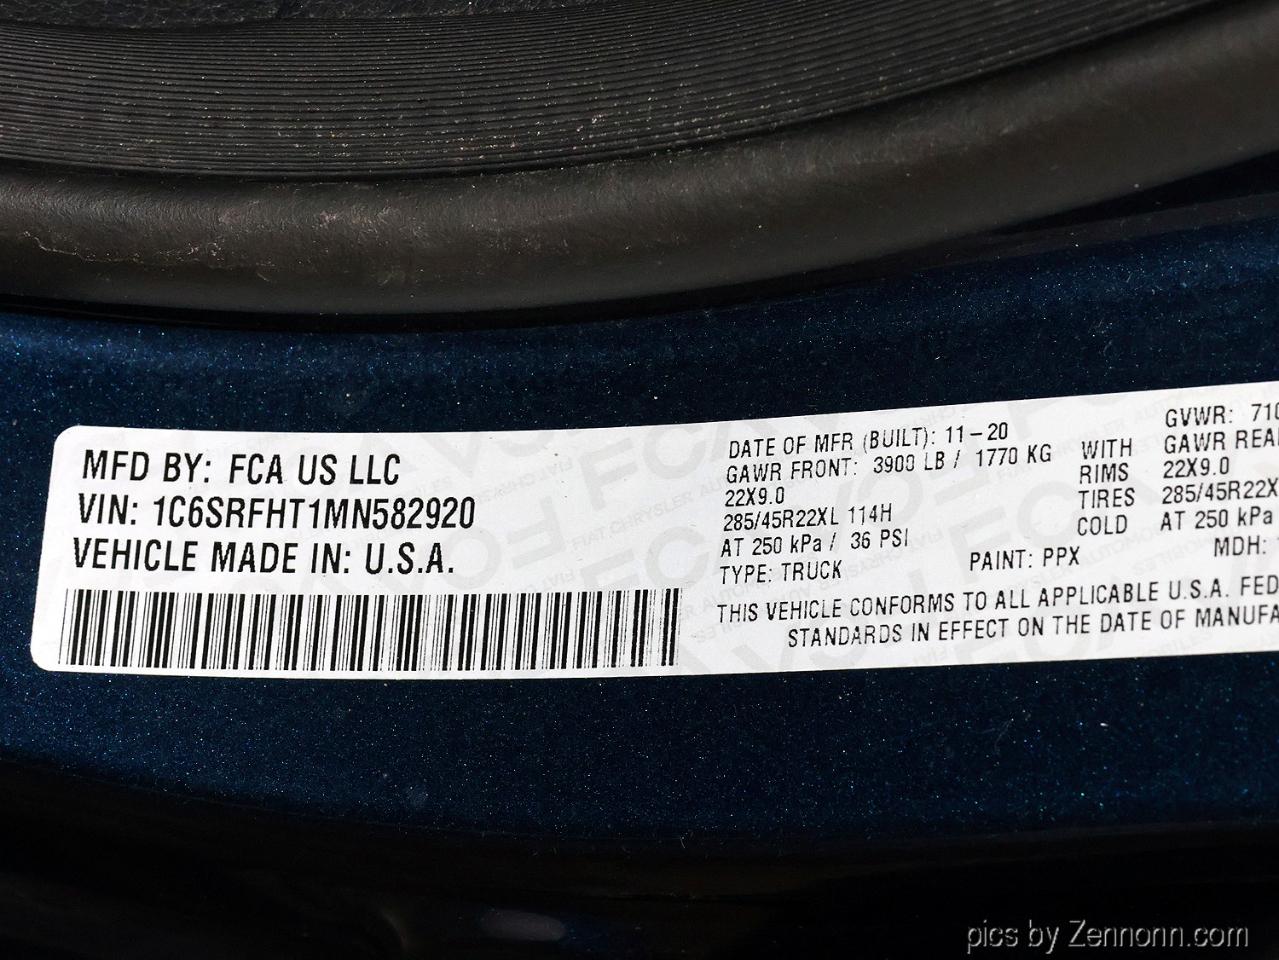 MFD BY: FCA US LLC
VIN: 1C6SRFHT1MN582920
VEHICLE MADE IN: U.S.A.
DATE OF MFR (BUILT): 11-20
GAWR FRONT: 3900 LB / 1770 KG
22X9.0
285/45R22XL 114H
AT 250 kPa / 36 PSI
TYPE: TRUCK
WITH
RIMS
TIRES
COLD
GVWR: 710
GAWR REA
22X9.0
285/45R22X
AT 250 kPa
PAINT: PPX
MDH:
THIS VEHICLE CONFORMS TO ALL APPLICABLE U.S.A. FED
STANDARDS IN EFFECT ON THE DATE OF MANUFA
pics by Zennonn.com